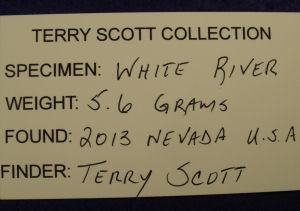 TERRY SCOTT COLLECTION
SPECIMEN: WHITE RIVER
WEIGHT: 5.6 GRAMS
FOUND: 2013 NEVADA U.S.A
FINDER: TERRY SCOTT